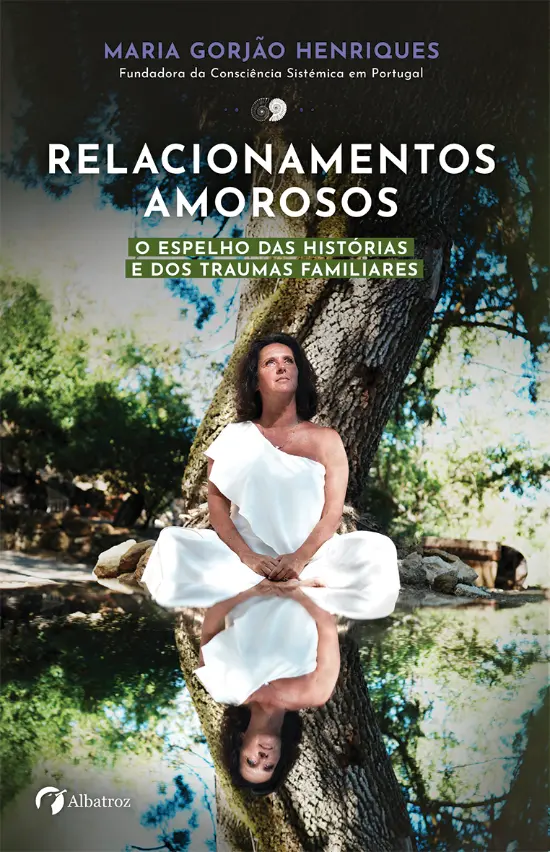 MARIA GORJÃO HENRIQUES
Fundadora da Consciência Sistémica em Portugal
RELACIONAMENTOS
AMOROSOS
O ESPELHO DAS HISTÓRIAS
E DOS TRAUMAS FAMILIARES
Albatroz